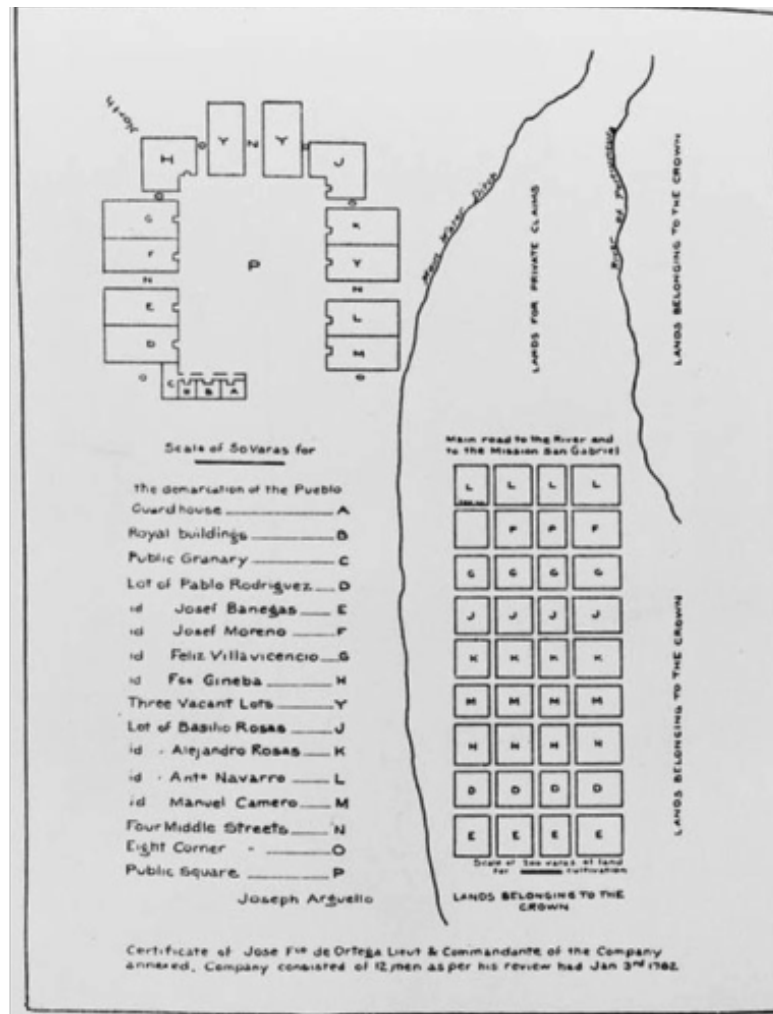 North
H
O
Y
N
Y
O
J
O
O
G
F
N
E
D
O
C
B
A
P
K
Y
N
L
M
O
Main Water Ditch
LANDS FOR PRIVATE CLAIMS
LANDS BELONGING TO THE CROWN
Scale of 50 Varas for
The demarcation of the Pueblo
Guard house A
Royal buildings B
Public Granary C
Lot of Pablo Rodriguez D
id Josef Banegas E
id Josef Moreno F
id Feliz Villavicencio G
id Fco Gineba H
Three Vacant Lots Y
Lot of Basilio Rosas J
id . Alejandro Rosas K
id . Anto Navarro L
id Manuel Camero M
Four Middle Streets N
Eight Corner " O
Public Square P
Joseph Arguello
Main road to the River and
to the Mission San Gabriel
L L L L
P P F
G G G G
J J J J
K K K K
M M M M
H H H H
D D D D
E E E E
Scale of 200 varas of land
for cultivation
LANDS BELONGING TO THE CROWN
LANDS BELONGING TO THE
CROWN
Certificate of Jose Fco de Ortega Lieut & Commandante of the Company
annexed. Company consisted of 12 men as per his review had Jan 3rd 1782